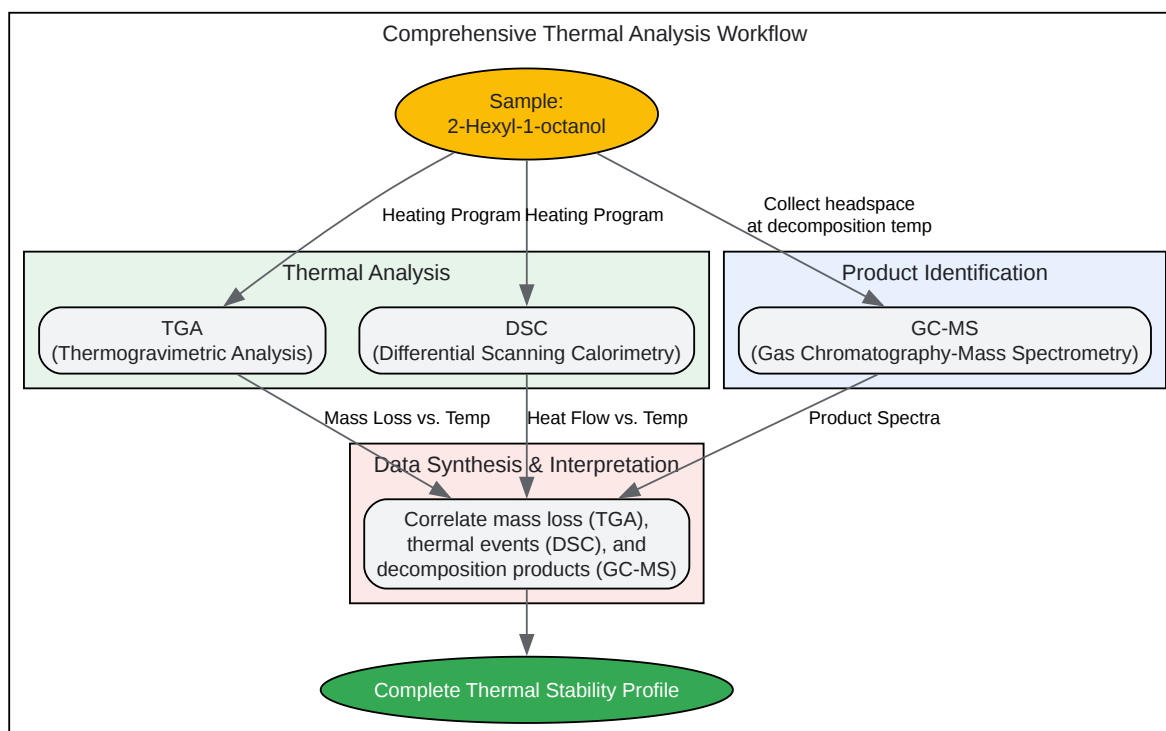 Comprehensive Thermal Analysis Workflow
Sample:
2-Hexyl-1-octanol
Heating Program
Heating Program
Collect headspace
at decomposition temp
Thermal Analysis
Product Identification
TGA
(Thermogravimetric Analysis)
DSC
(Differential Scanning Calorimetry)
GC-MS
(Gas Chromatography-Mass Spectrometry)
Mass Loss vs. Temp
Heat Flow vs. Temp
Product Spectra
Data Synthesis & Interpretation
Correlate mass loss (TGA),
thermal events (DSC), and
decomposition products (GC-MS)
Complete Thermal Stability Profile